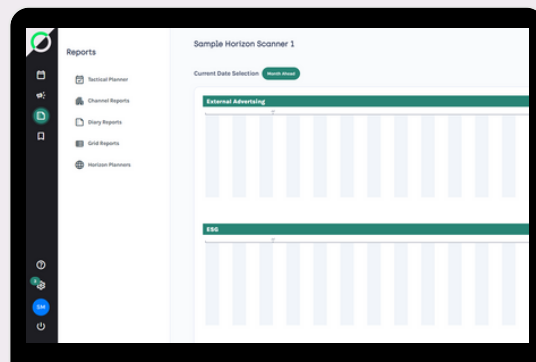 Reports
Tactical Planner
Channel Reports
Diary Reports
Grid Reports
Horizon Planners
SM
Sample Horizon Scanner 1
Current Date Selection Month Ahead
External Advertising
ESG